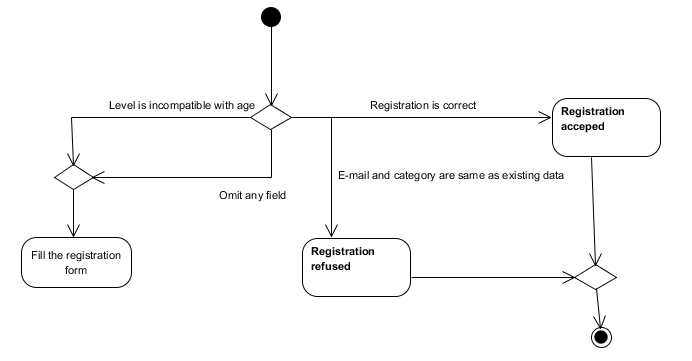 Level is incompatible with age
Registration is correct
Registration
acceped
E-mail and category are same as existing data
Omit any field
Fill the registration
form
Registration
refused